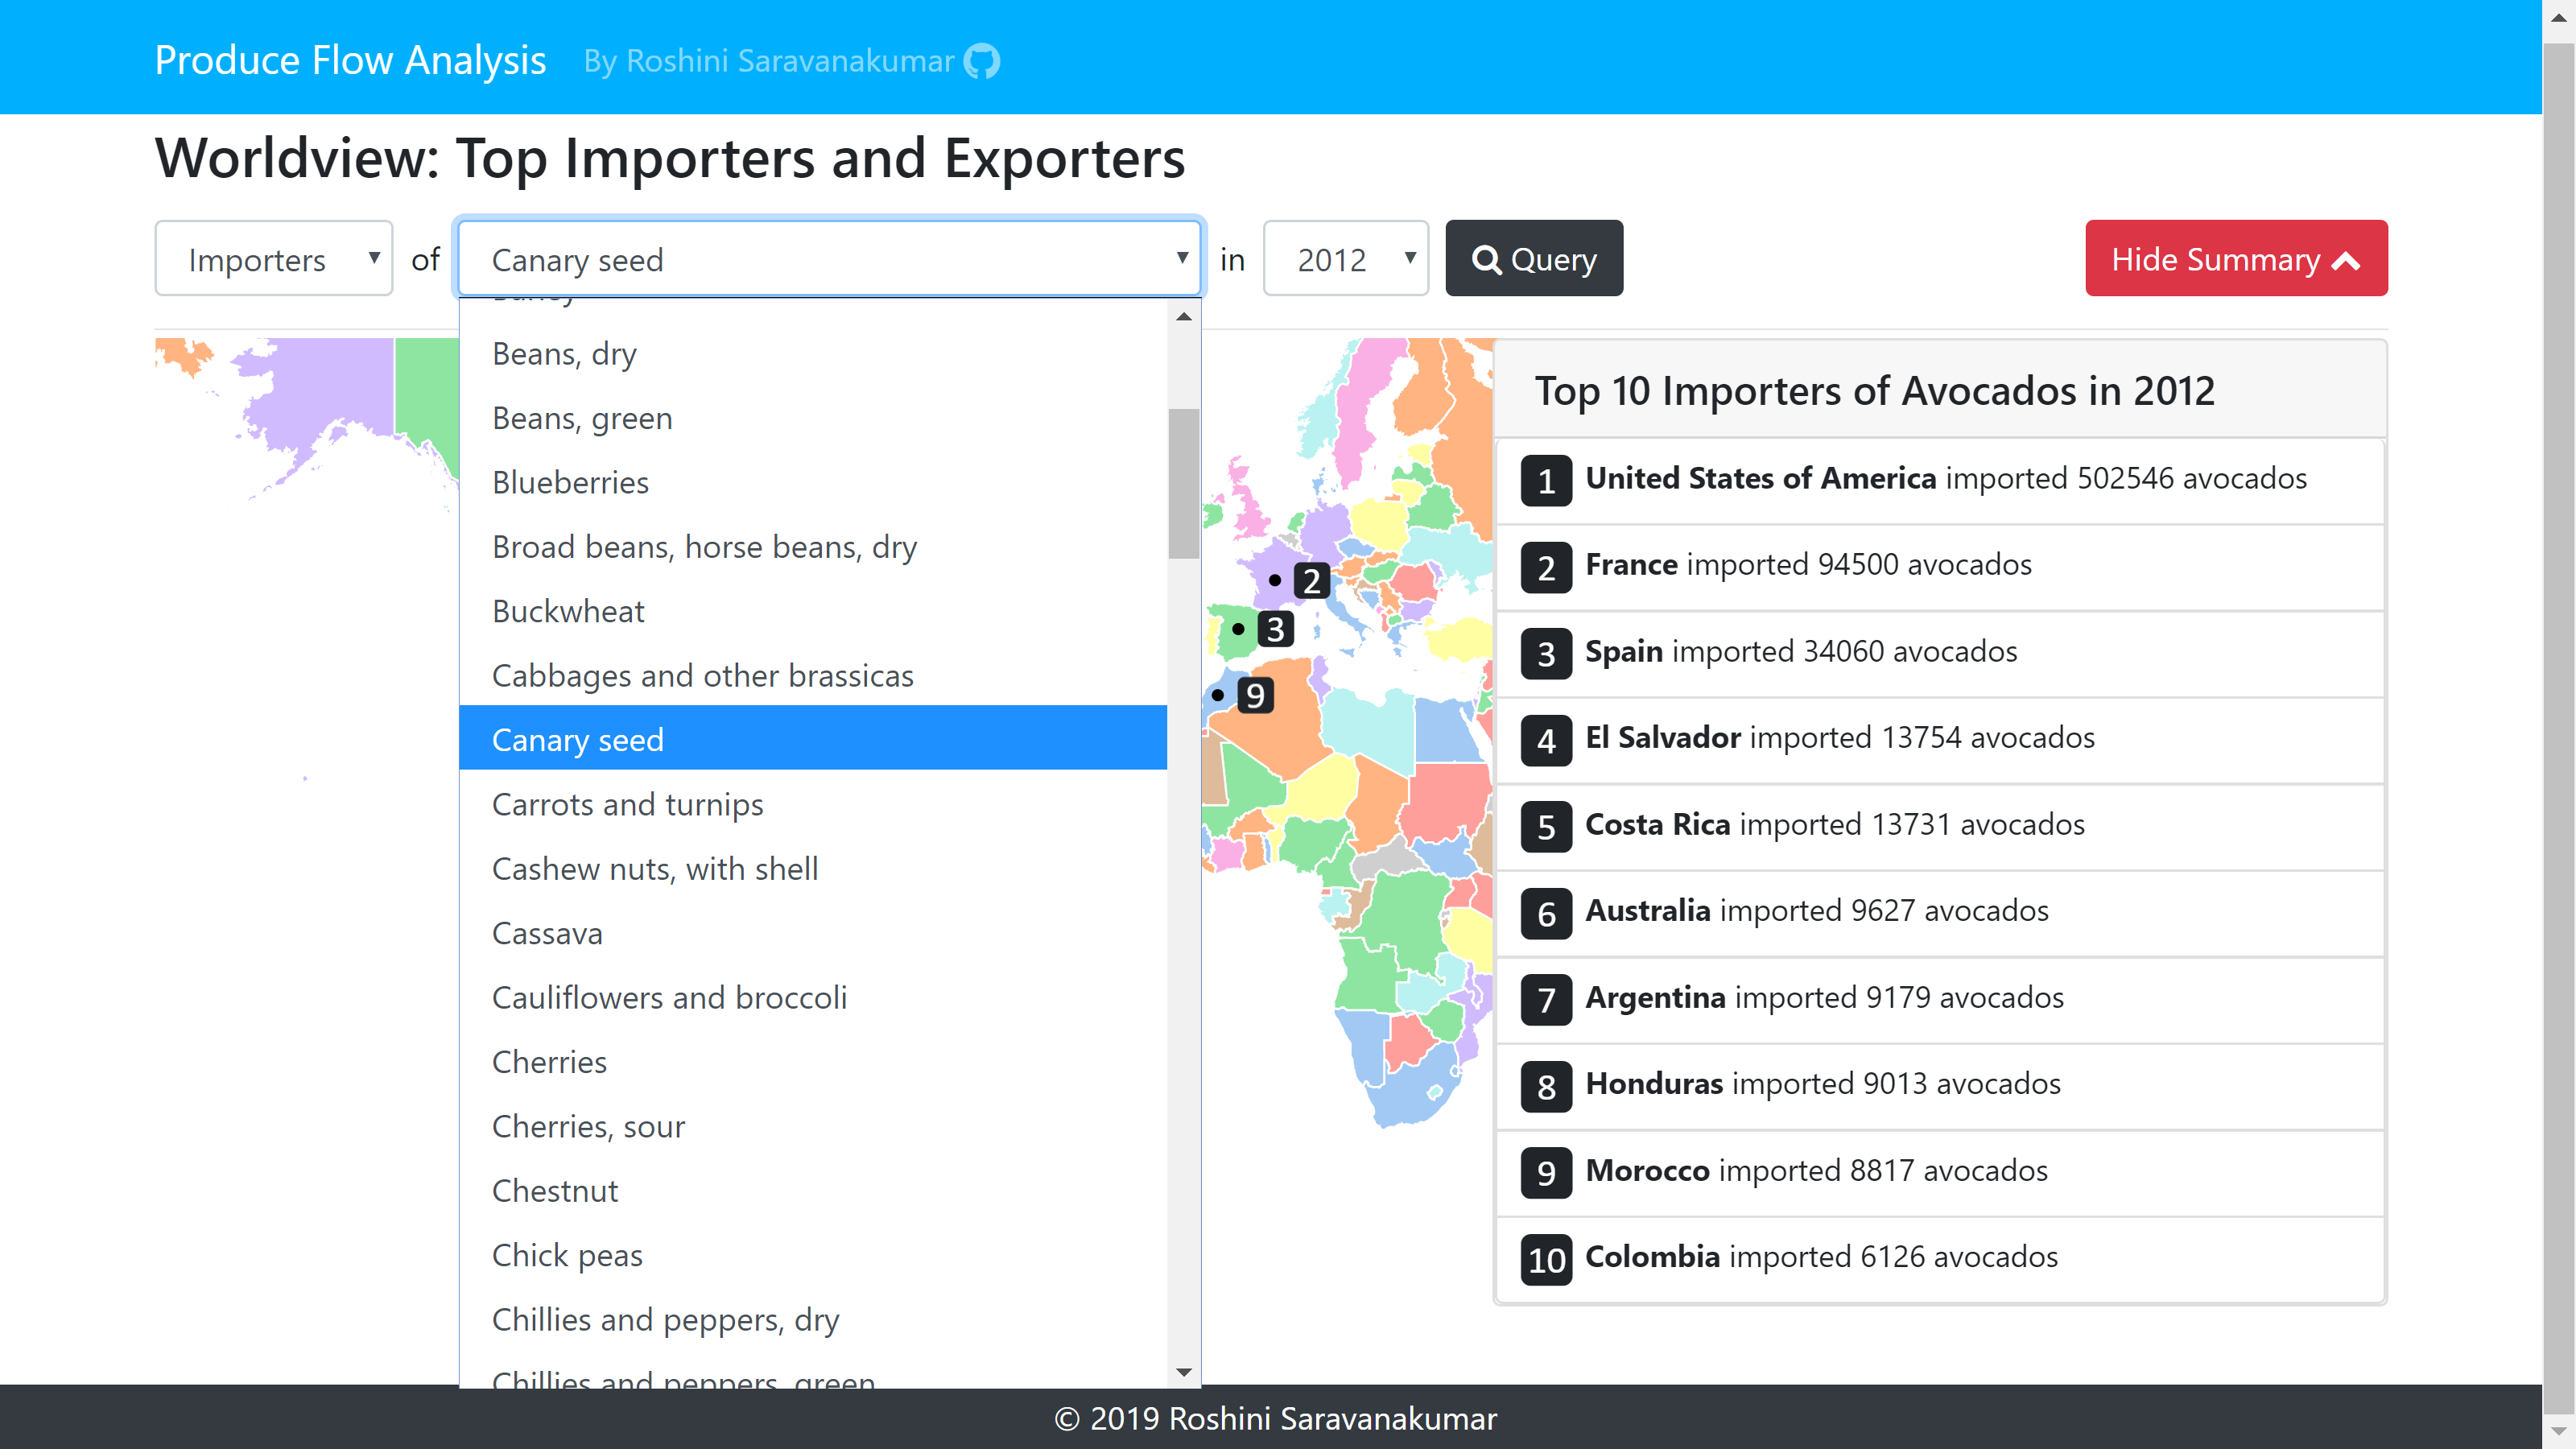 Produce Flow Analysis By Roshini Saravanakumar
Worldview: Top Importers and Exporters
Importers of Canary seed in 2012 Query Hide Summary
Beans, dry
Beans, green
Blueberries
Broad beans, horse beans, dry
Buckwheat
Cabbages and other brassicas
Canary seed
Carrots and turnips
Cashew nuts, with shell
Cassava
Cauliflowers and broccoli
Cherries
Cherries, sour
Chestnut
Chick peas
Chillies and peppers, dry
Chillies and peppers, green
2
3
9
Top 10 Importers of Avocados in 2012
1 United States of America imported 502546 avocados
2 France imported 94500 avocados
3 Spain imported 34060 avocados
4 El Salvador imported 13754 avocados
5 Costa Rica imported 13731 avocados
6 Australia imported 9627 avocados
7 Argentina imported 9179 avocados
8 Honduras imported 9013 avocados
9 Morocco imported 8817 avocados
10 Colombia imported 6126 avocados
© 2019 Roshini Saravanakumar